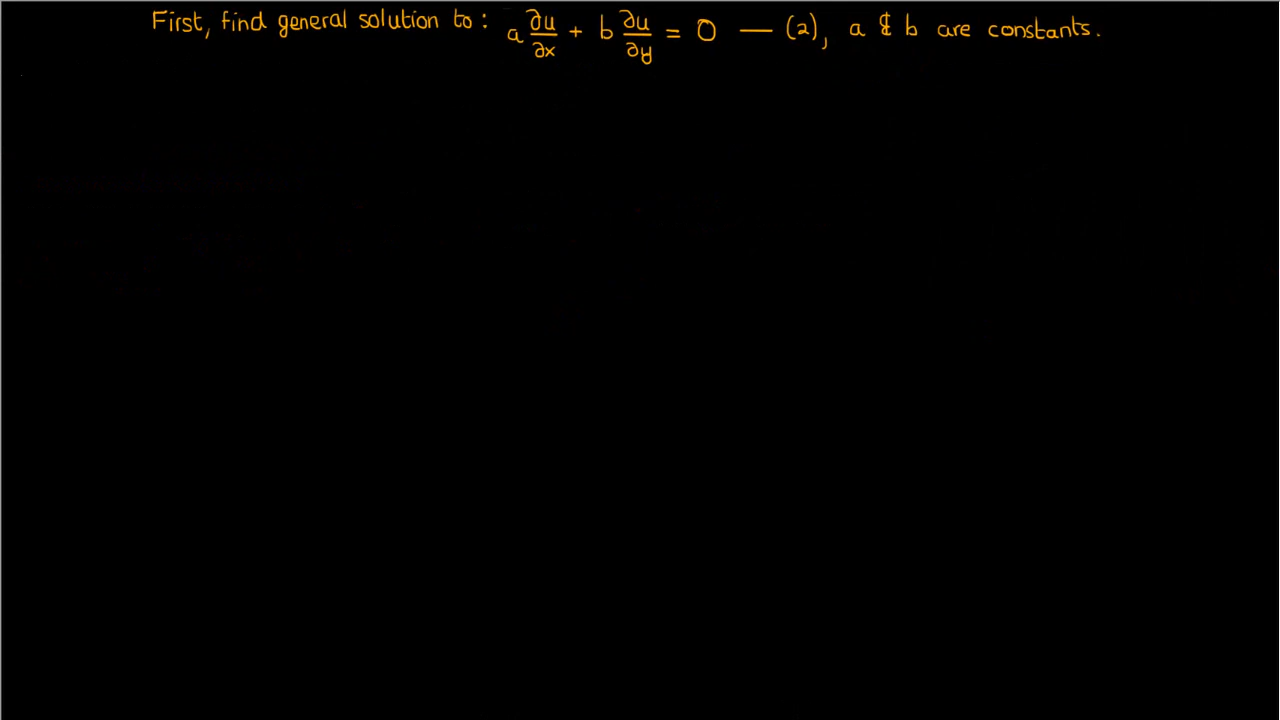 First, find general solution to: a ∂u/∂x + b ∂u/∂y = 0 — (2), a & b are constants.